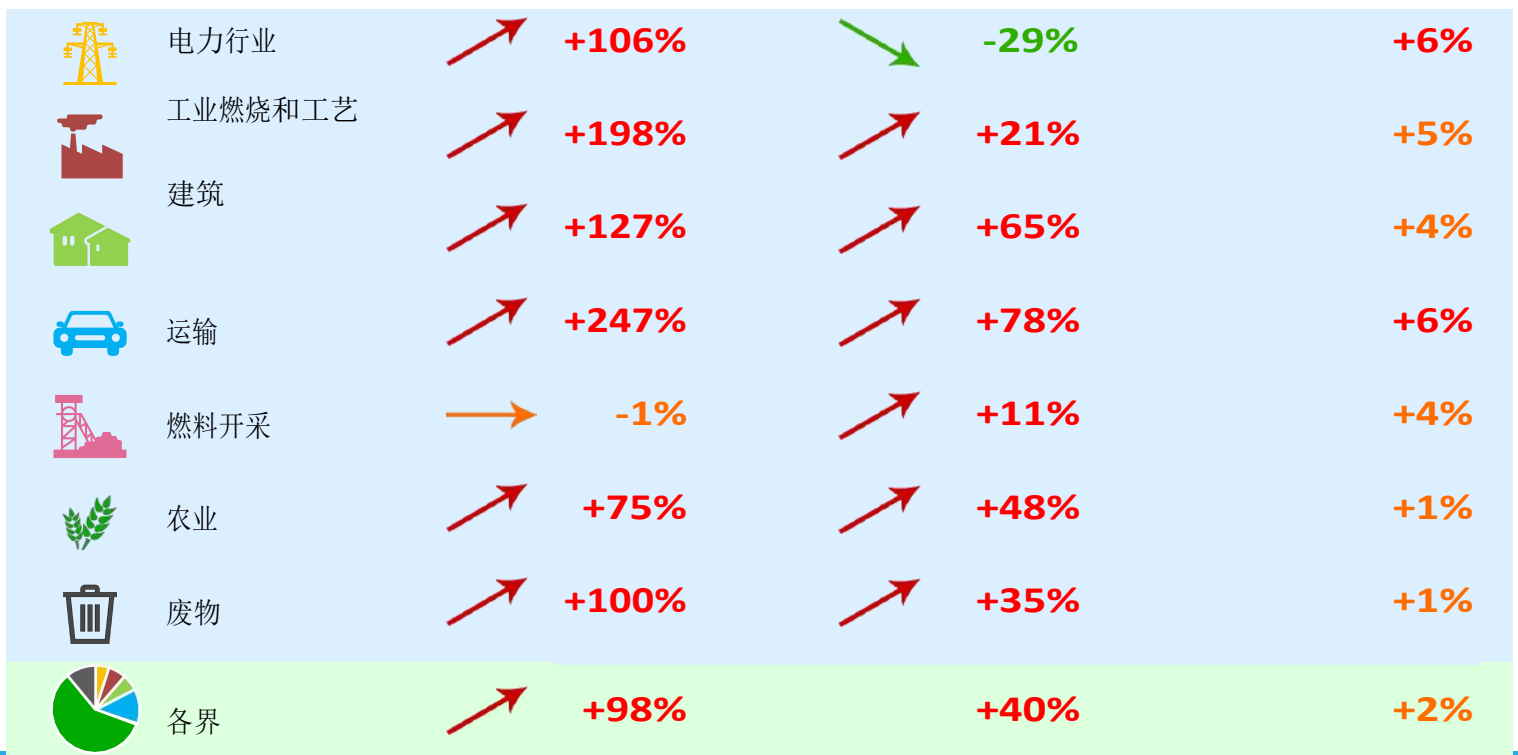 电力行业 +106% -29% +6%
工业燃烧和工艺 +198% +21% +5%
建筑 +127% +65% +4%
运输 +247% +78% +6%
燃料开采 -1% +11% +4%
农业 +75% +48% +1%
废物 +100% +35% +1%
各界 +98% +40% +2%